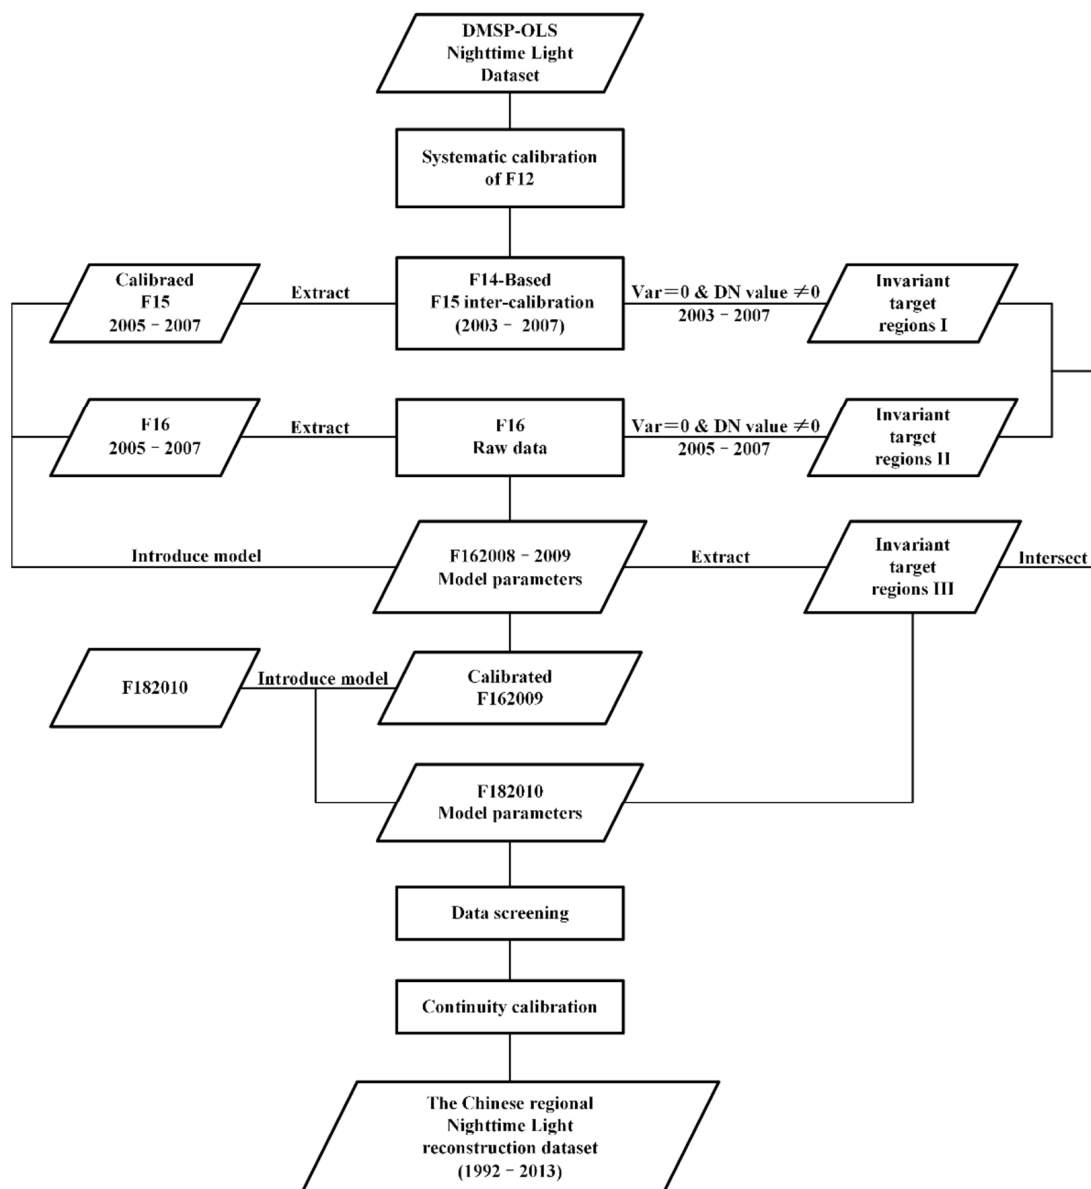 DMSP-OLS
Nighttime Light
Dataset
Systematic calibration
of F12
Calibraed
F15
2005－2007
Extract
F14-Based
F15 inter-calibration
(2003－ 2007)
Var＝0 & DN value ≠0
2003－2007
Invariant
target
regions I
F16
2005－2007
Extract
F16
Raw data
Var＝0 & DN value ≠0
2005－2007
Invariant
target
regions II
Introduce model
F162008－2009
Model parameters
Extract
Invariant
target
regions III
Intersect
F182010
Introduce model
Calibrated
F162009
F182010
Model parameters
Data screening
Continuity calibration
The Chinese regional
Nighttime Light
reconstruction dataset
(1992－2013)